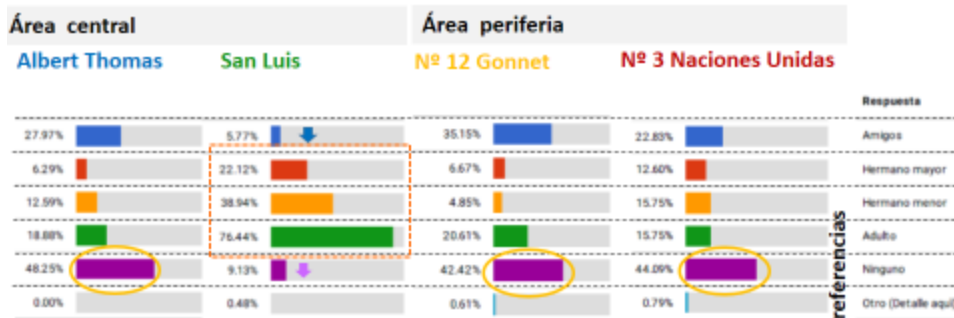 Área central Área periferia
Albert Thomas San Luis Nº 12 Gonnet Nº 3 Naciones Unidas
Respuesta
27.97% 5.77% 35.15% 22.83% Amigos
6.29% 22.12% 6.67% 12.60% Hermano mayor
12.59% 38.94% 4.85% 15.75% Hermano menor
18.88% 76.44% 20.61% 15.75% Adulto
48.25% 9.13% 42.42% 44.09% Ninguno
0.00% 0.48% 0.61% 0.79% Otro (Detalle aquí)
referencias